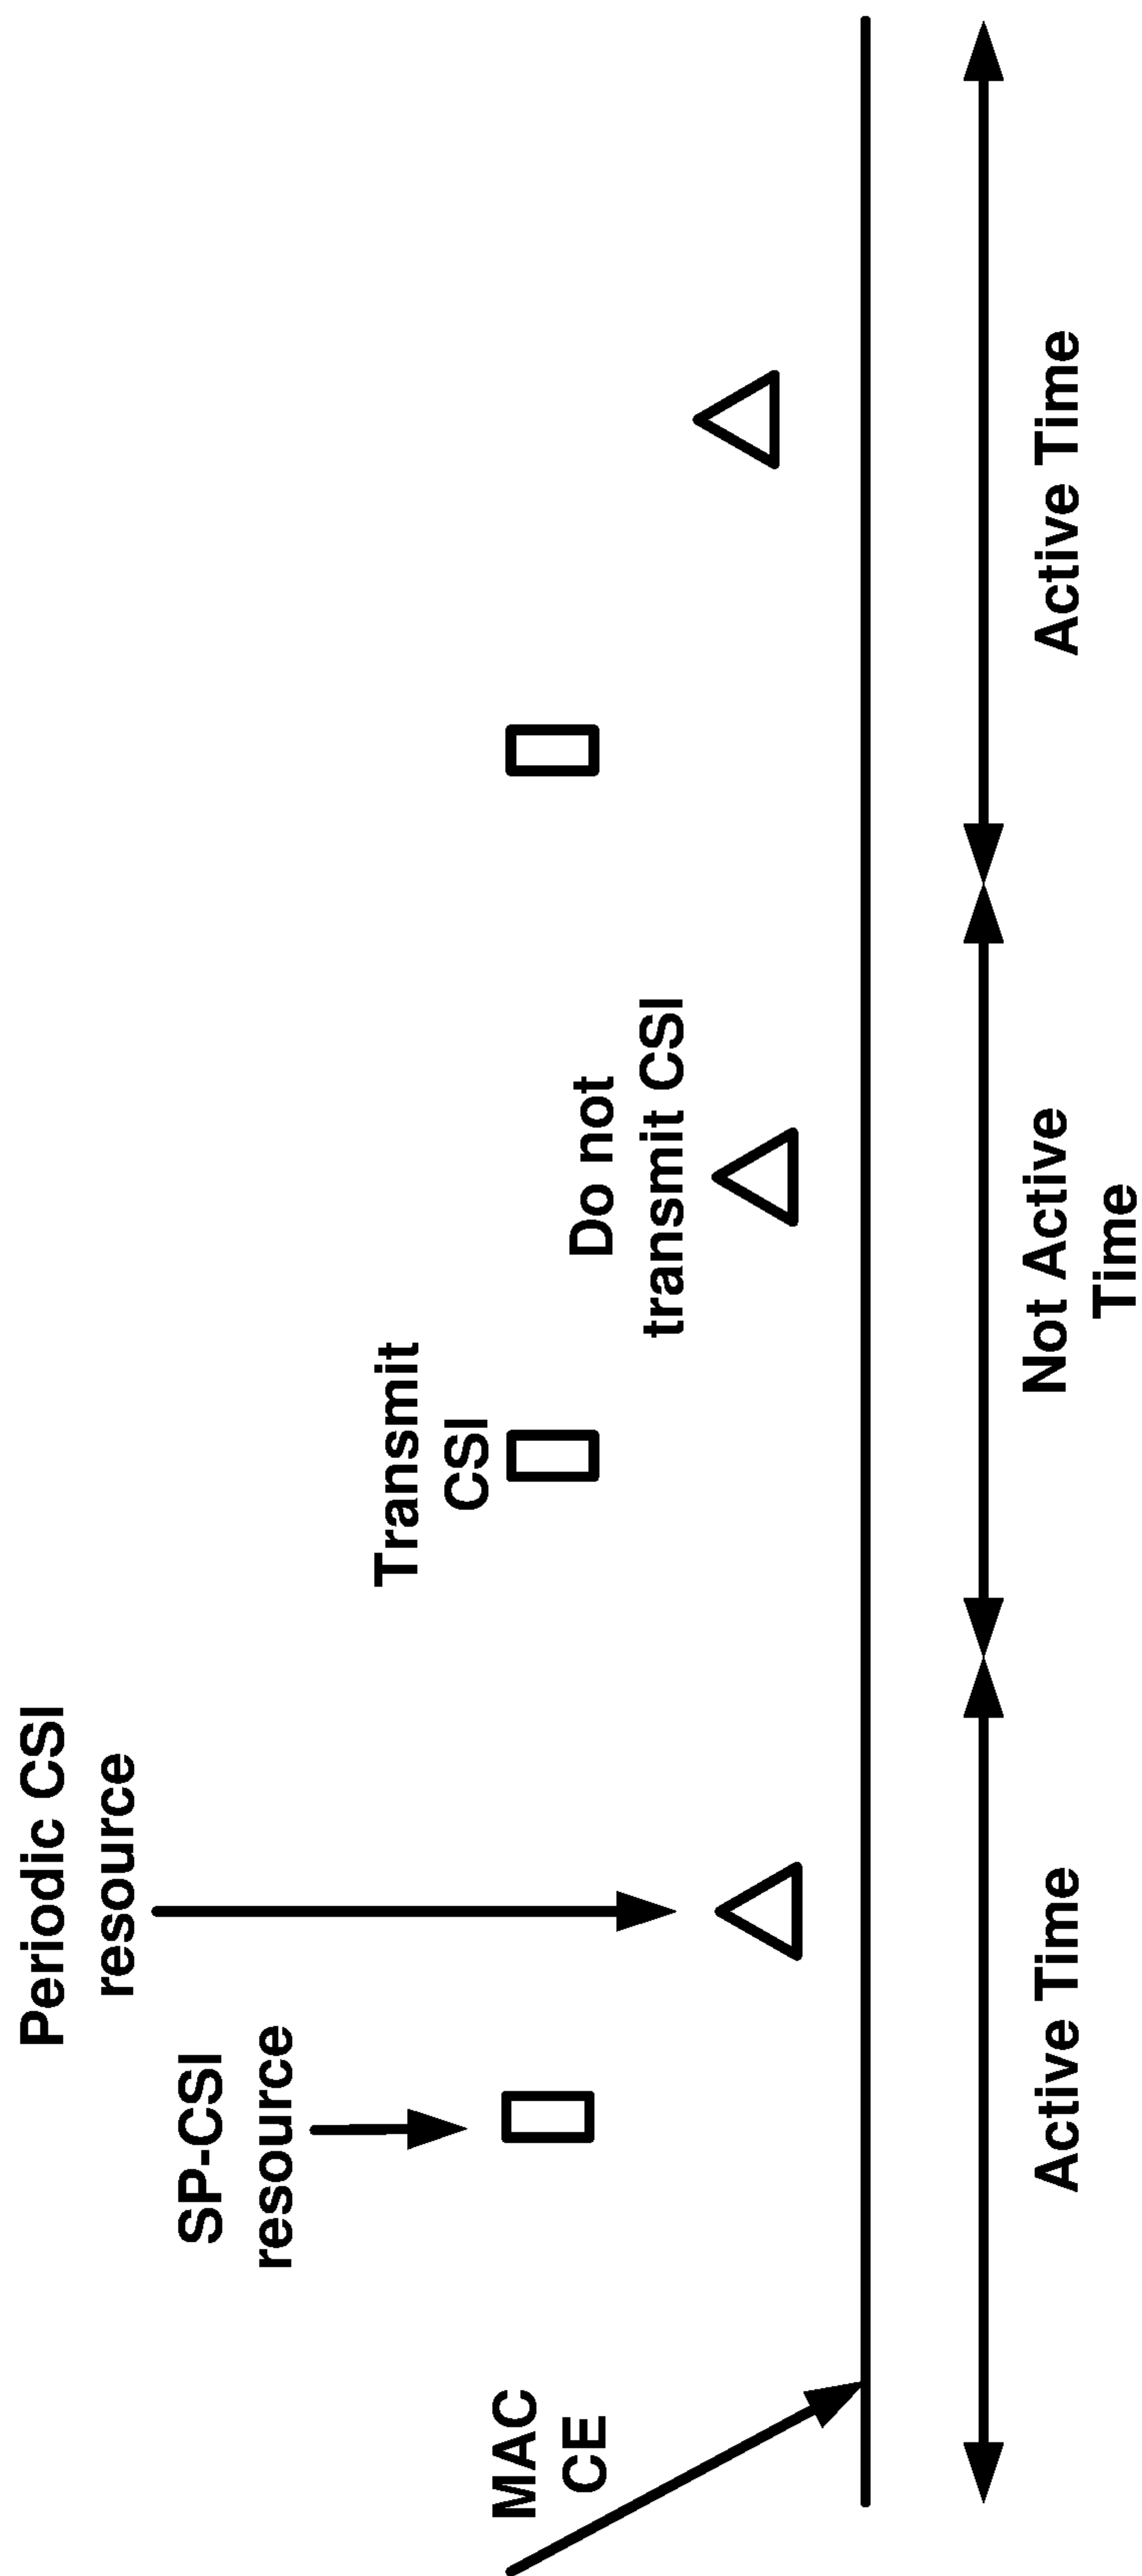 MAC
CE
SP-CSI
resource
Periodic CSI
resource
Transmit
CSI
Do not
transmit CSI
Active Time
Not Active
Time
Active Time